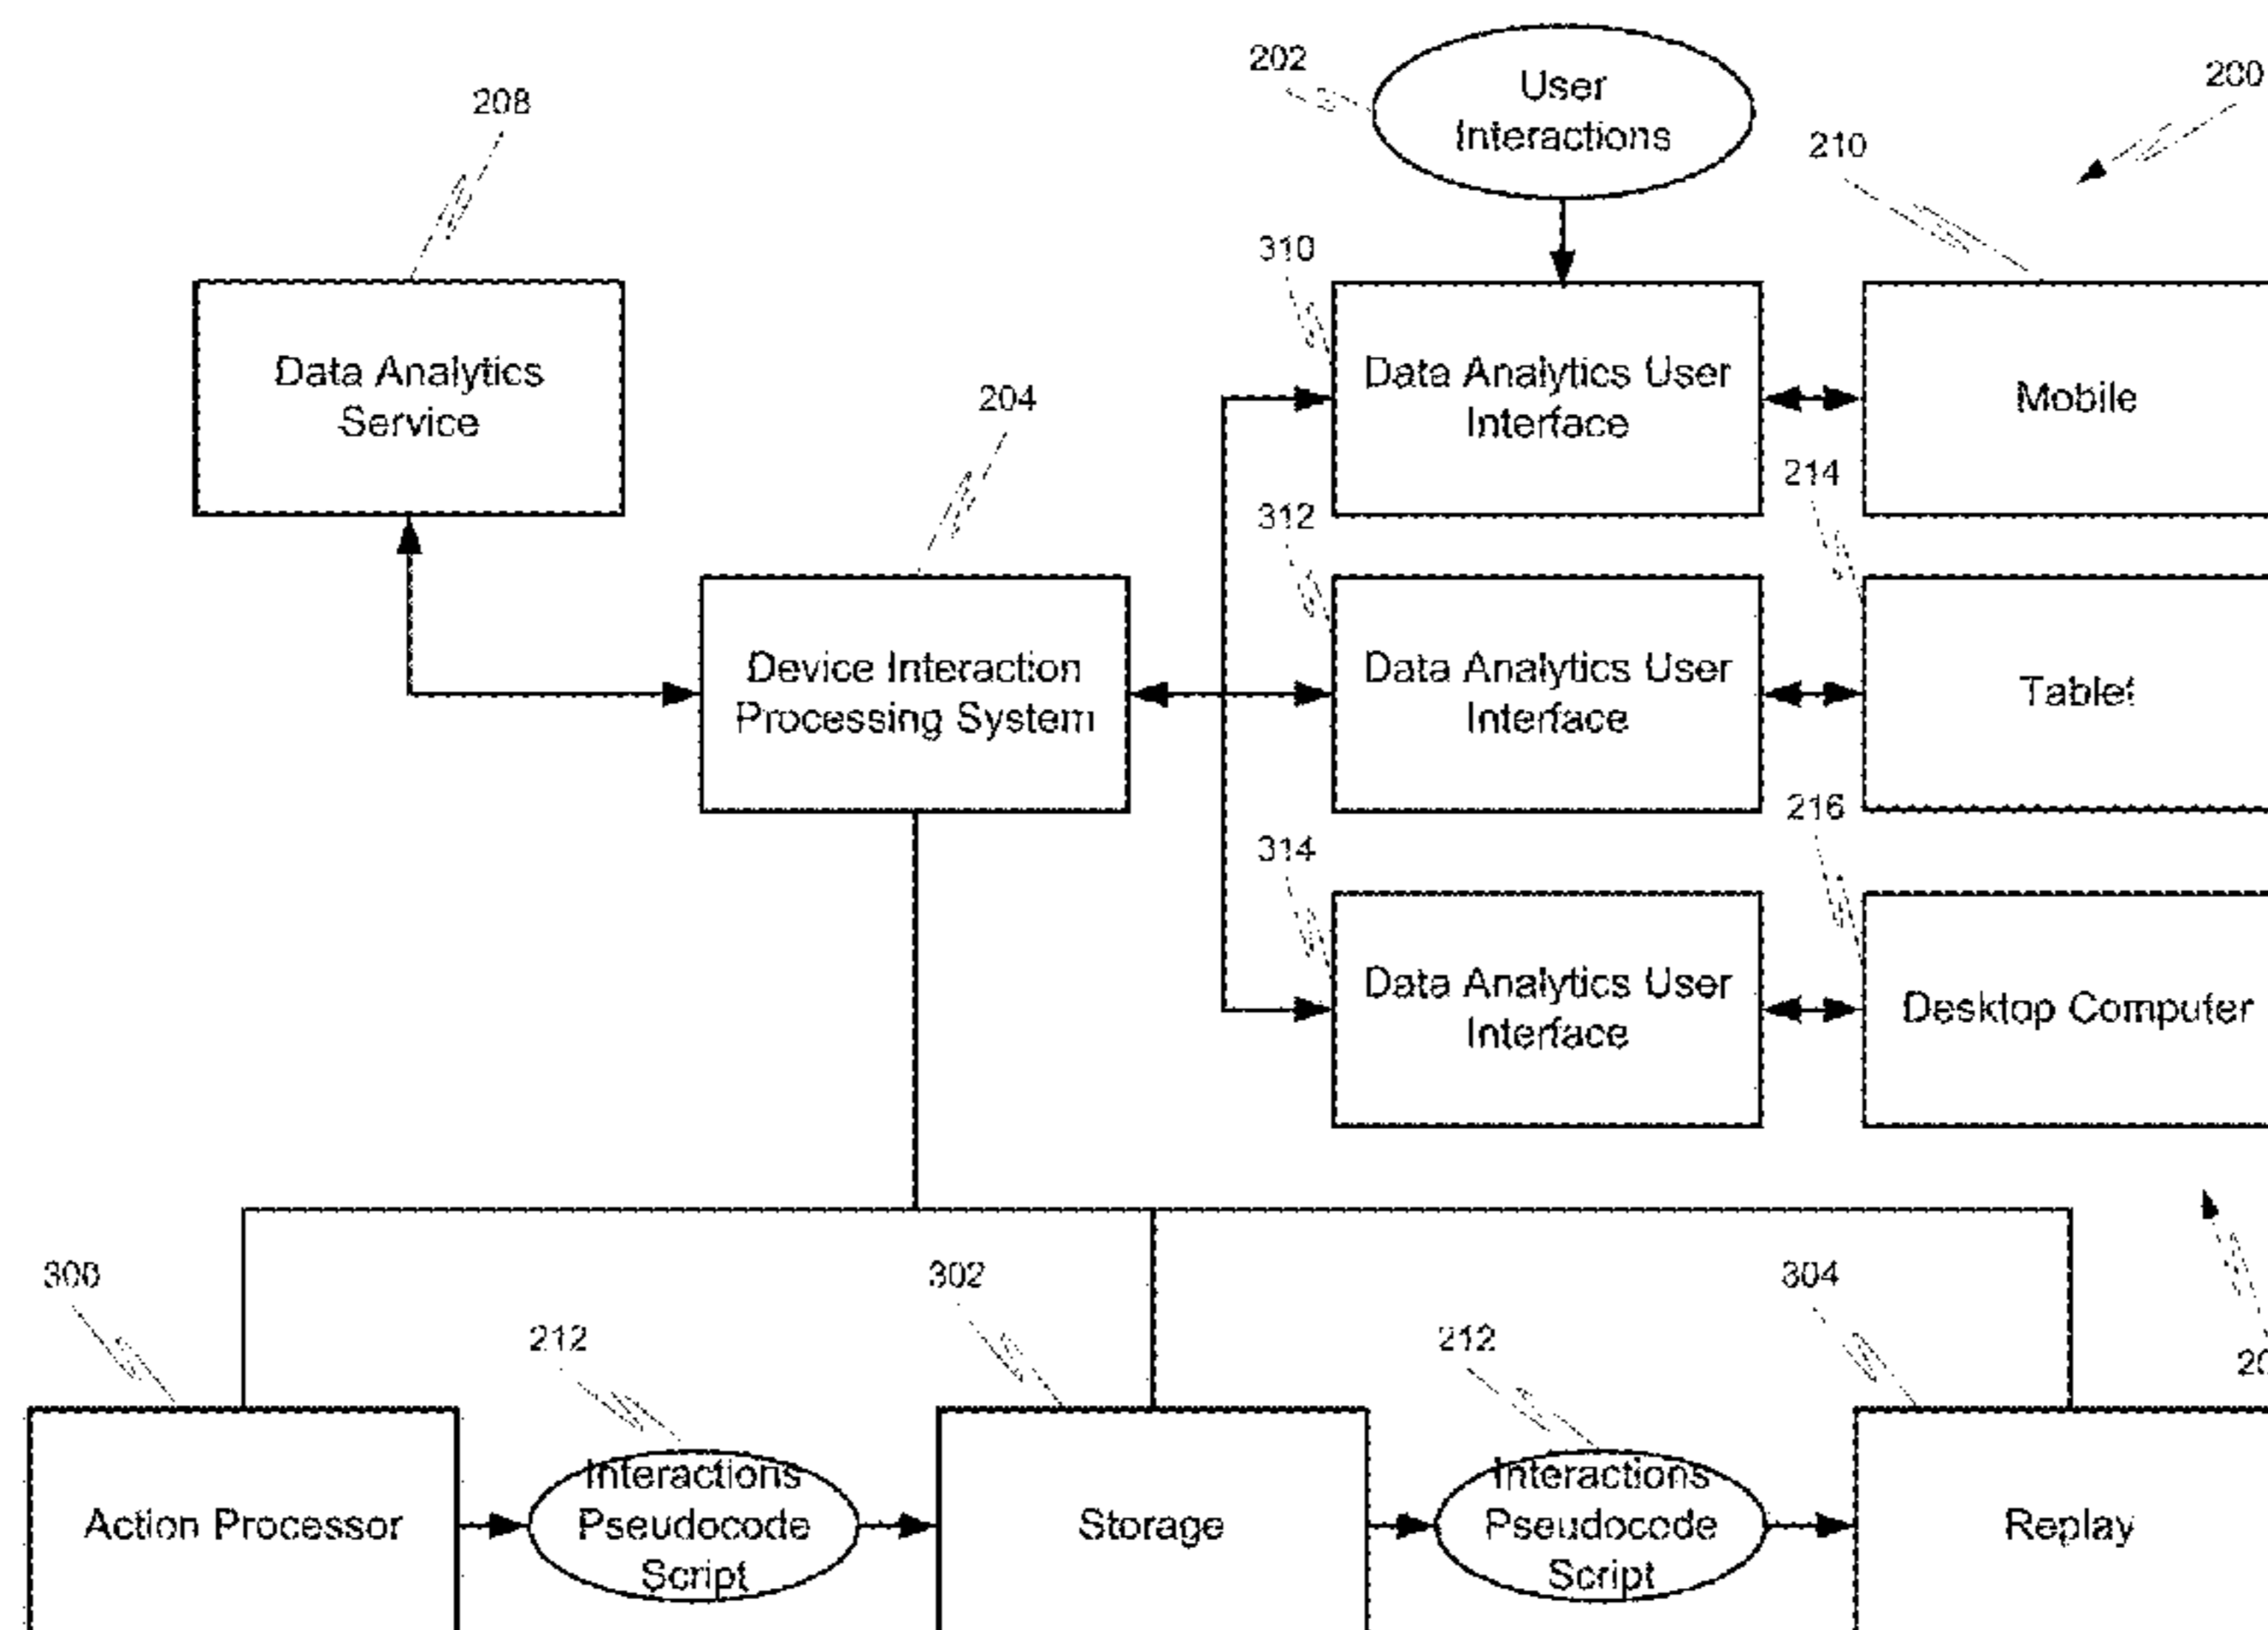 202
User
Interactions
200
208
210
310
Data Analytics
Service
Data Analytics User
Interface
Mobile
204
214
312
Device Interaction
Processing System
Data Analytics User
Interface
Tablet
216
314
Data Analytics User
Interface
Desktop Computer
300
302
304
212
212
Action Processor
Interactions
Pseudocode
Script
Storage
Interactions
Pseudocode
Script
Replay